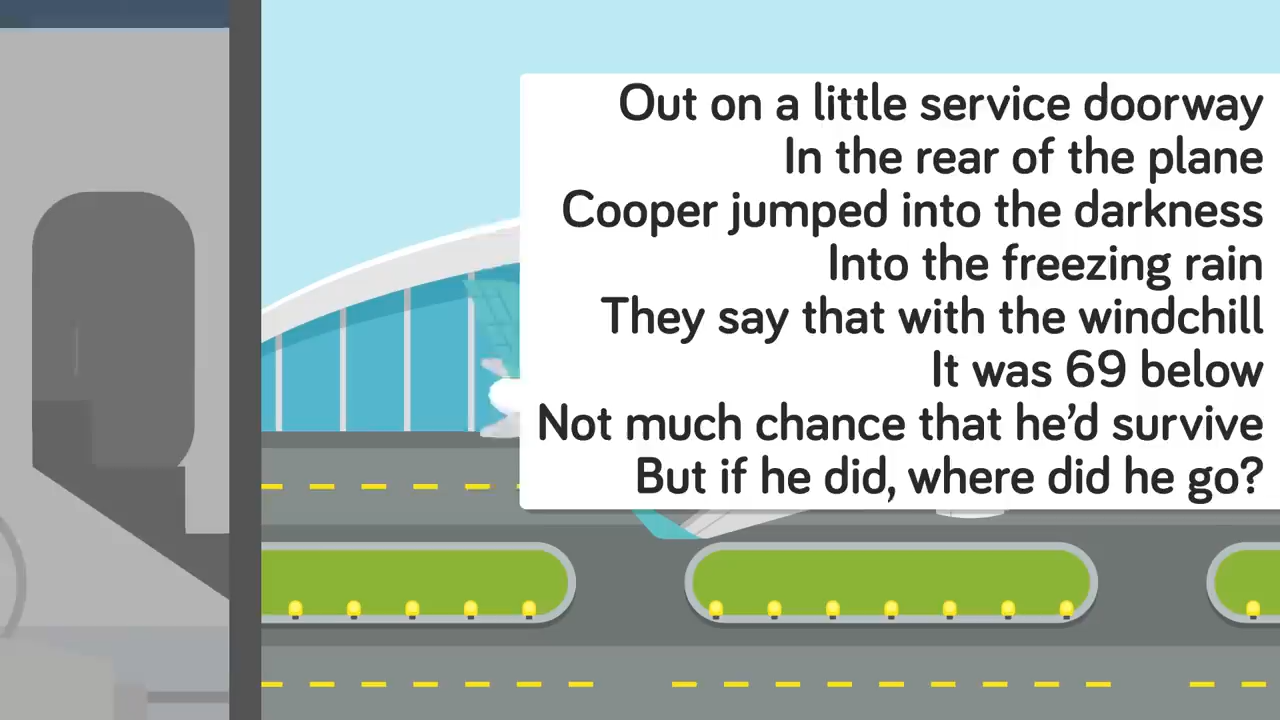 Out on a little service doorway
In the rear of the plane
Cooper jumped into the darkness
Into the freezing rain
They say that with the windchill
It was 69 below
Not much chance that he’d survive
But if he did, where did he go?